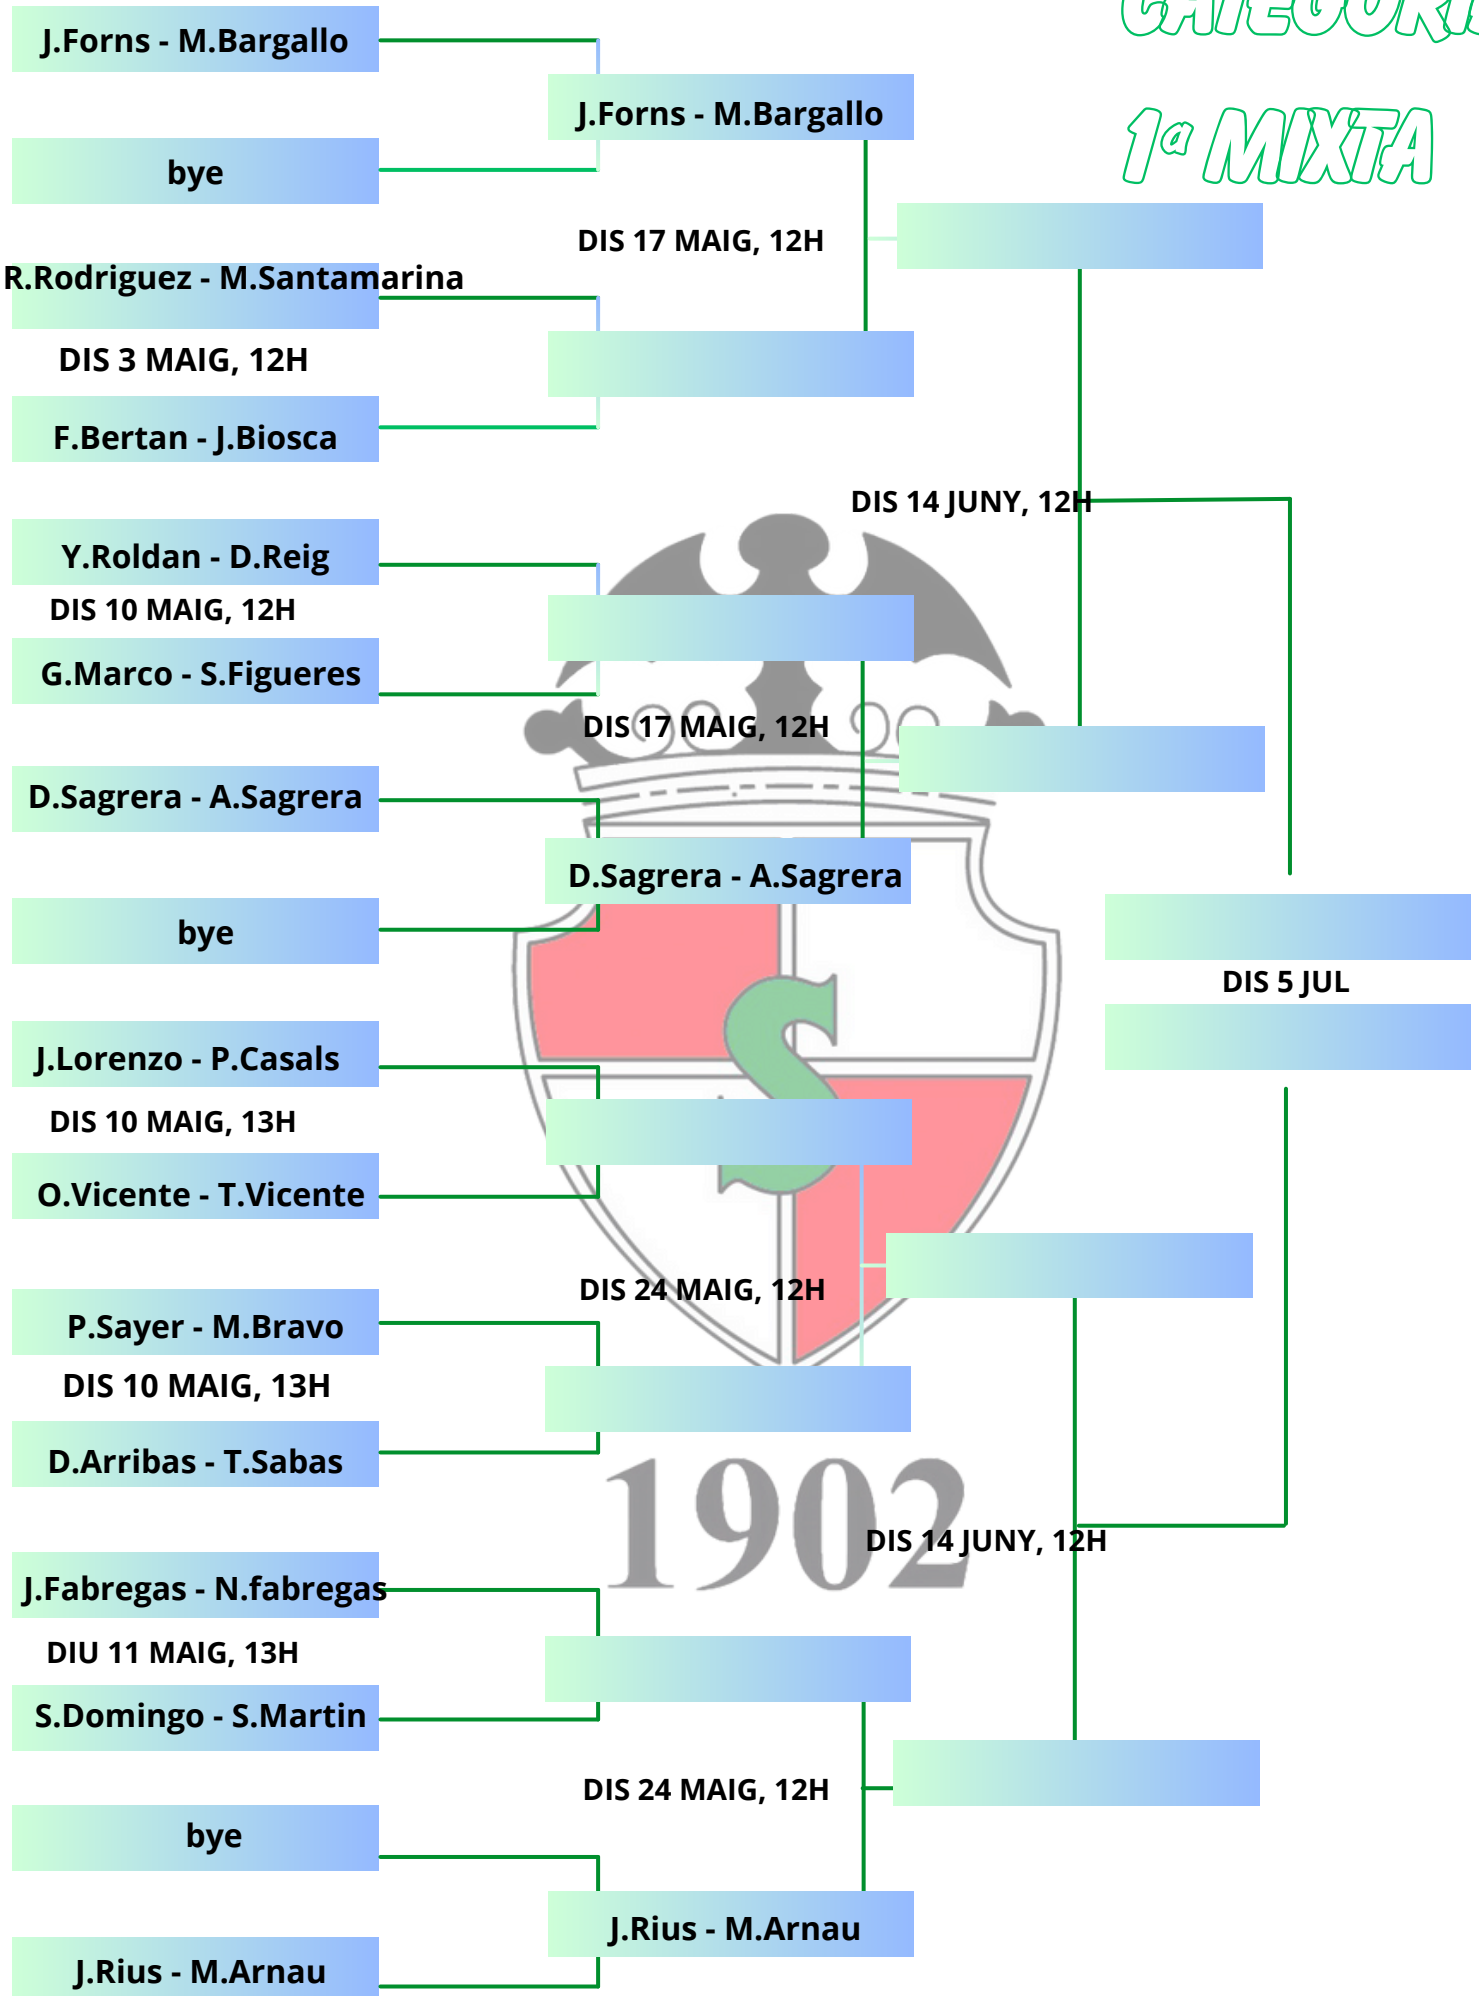 CATEGORI
1ª MIXTA
J.Forns - M.Bargallo
J.Forns - M.Bargallo
bye
DIS 17 MAIG, 12H
R.Rodriguez - M.Santamarina
DIS 3 MAIG, 12H
F.Bertan - J.Biosca
DIS 14 JUNY, 12H
Y.Roldan - D.Reig
DIS 10 MAIG, 12H
G.Marco - S.Figueres
DIS 17 MAIG, 12H
D.Sagrera - A.Sagrera
D.Sagrera - A.Sagrera
bye
DIS 5 JUL
S
J.Lorenzo - P.Casals
DIS 10 MAIG, 13H
O.Vicente - T.Vicente
DIS 24 MAIG, 12H
P.Sayer - M.Bravo
DIS 10 MAIG, 13H
D.Arribas - T.Sabas
1902
DIS 14 JUNY, 12H
J.Fabregas - N.fabregas
DIU 11 MAIG, 13H
S.Domingo - S.Martin
DIS 24 MAIG, 12H
bye
J.Rius - M.Arnau
J.Rius - M.Arnau